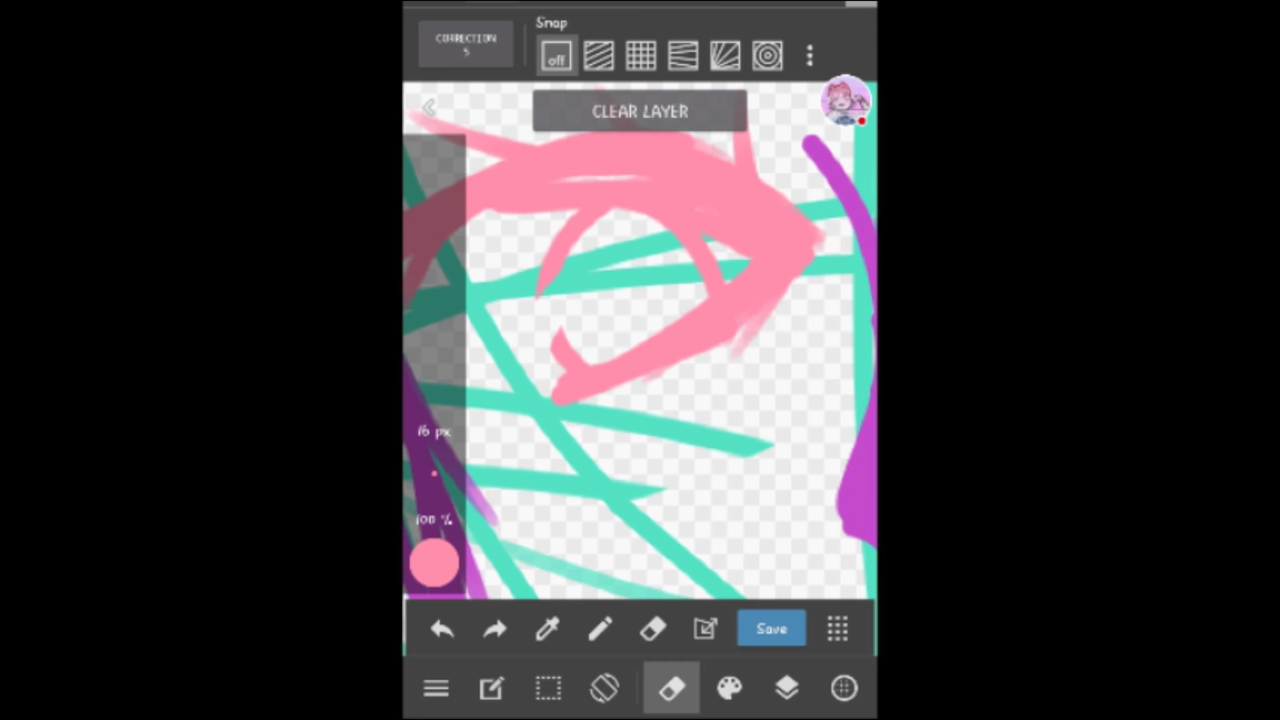 Snap
CORRECTION
5
off
CLEAR LAYER
16 px
100 %
Save